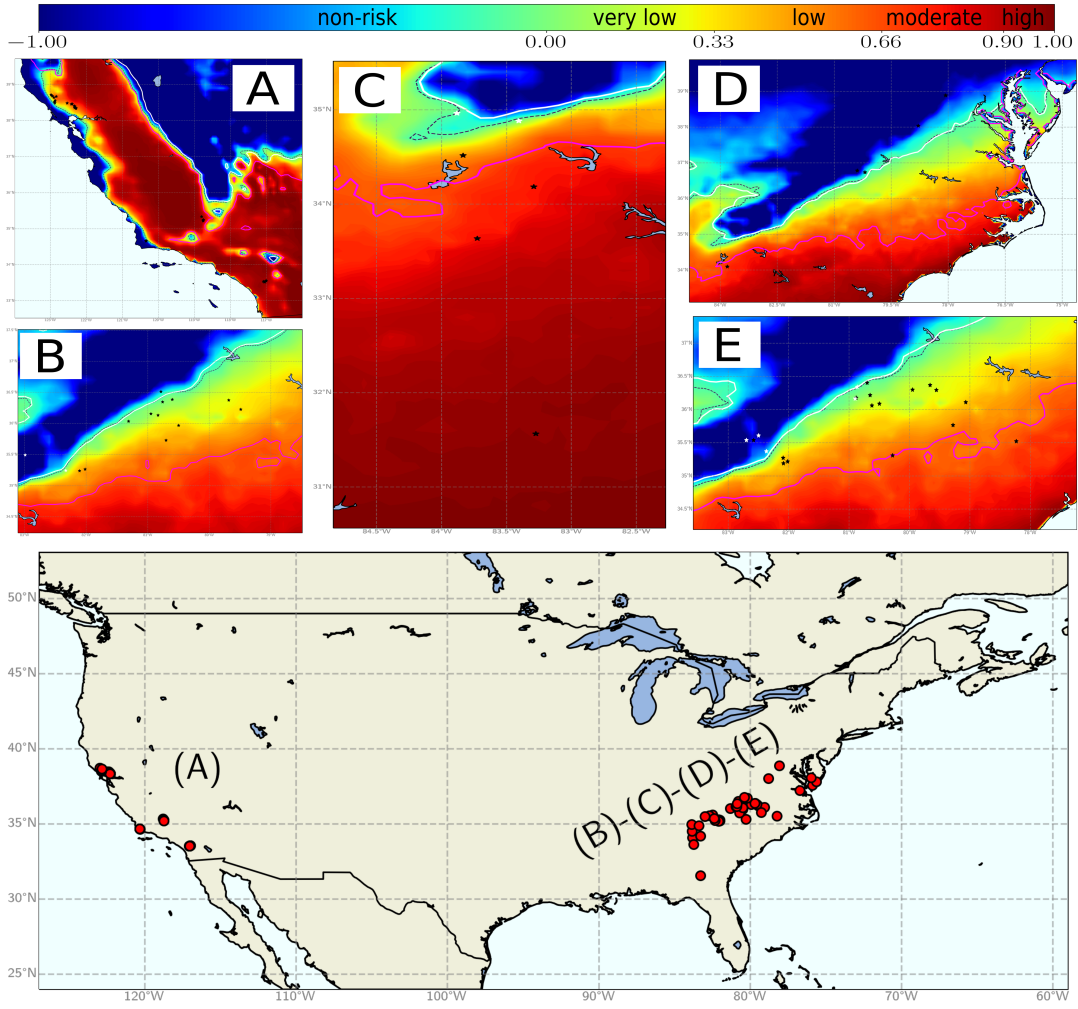 non-risk very low low moderate high
−1.00 0.00 0.33 0.66 0.90 1.00
A
C
D
B
E
35°N
34°N
33°N
32°N
31°N
84.5°W 84°W 83.5°W 83°W 82.5°W
50°N
45°N
40°N
35°N
30°N
25°N
(A)
(B)-(C)-(D)-(E)
120°W 110°W 100°W 90°W 80°W 70°W 60°W